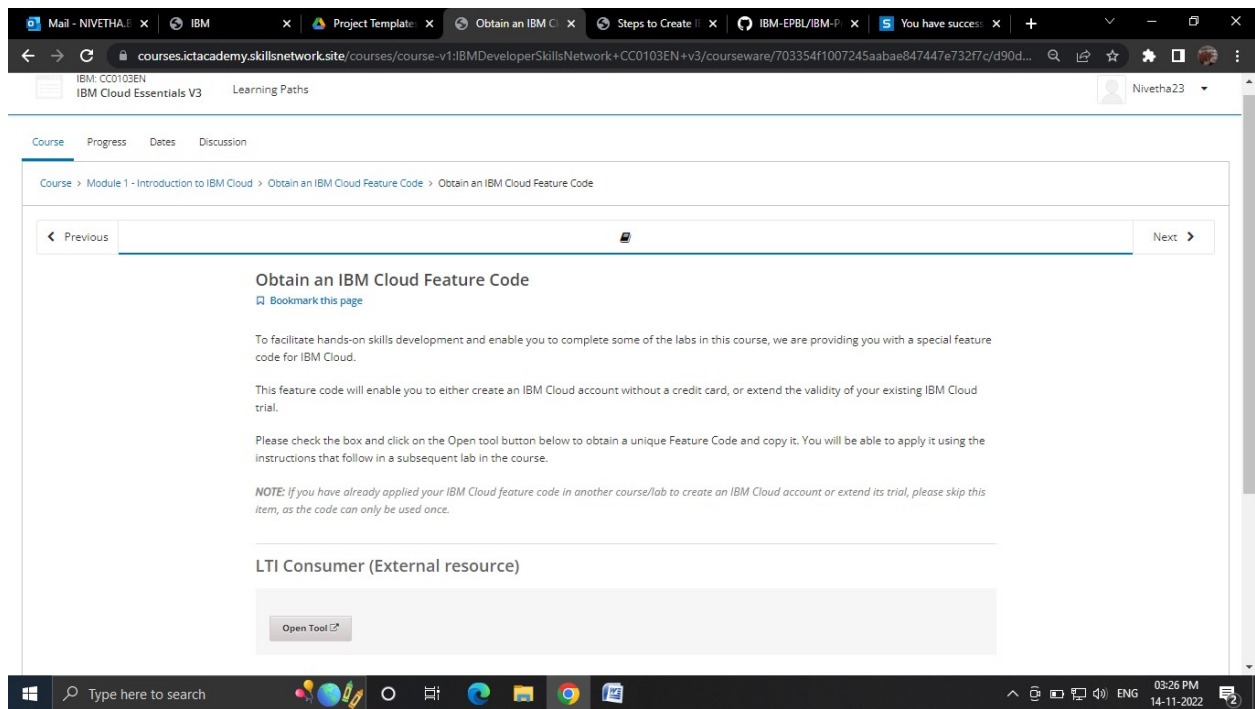 Mail - NIVETHA.E
IBM
Project Template
Obtain an IBM Cl
Steps to Create I
IBM-EPBL/IBM-P
You have success
courses.ictacademy.skillsnetwork.site/courses/course-v1:IBMDeveloperSkillsNetwork+CC0103EN+v3/courseware/703354f1007245aabae847447e732f7c/d90d...
IBM: CC0103EN
IBM Cloud Essentials V3
Learning Paths
Nivetha23
Course Progress Dates Discussion
Course > Module 1 - Introduction to IBM Cloud > Obtain an IBM Cloud Feature Code > Obtain an IBM Cloud Feature Code
Previous
Next
Obtain an IBM Cloud Feature Code
Bookmark this page
To facilitate hands-on skills development and enable you to complete some of the labs in this course, we are providing you with a special feature
code for IBM Cloud.
This feature code will enable you to either create an IBM Cloud account without a credit card, or extend the validity of your existing IBM Cloud
trial.
Please check the box and click on the Open tool button below to obtain a unique Feature Code and copy it. You will be able to apply it using the
instructions that follow in a subsequent lab in the course.
NOTE: If you have already applied your IBM Cloud feature code in another course/lab to create an IBM Cloud account or extend its trial, please skip this
item, as the code can only be used once.
LTI Consumer (External resource)
Open Tool
Type here to search
ENG
03:26 PM
14-11-2022
2